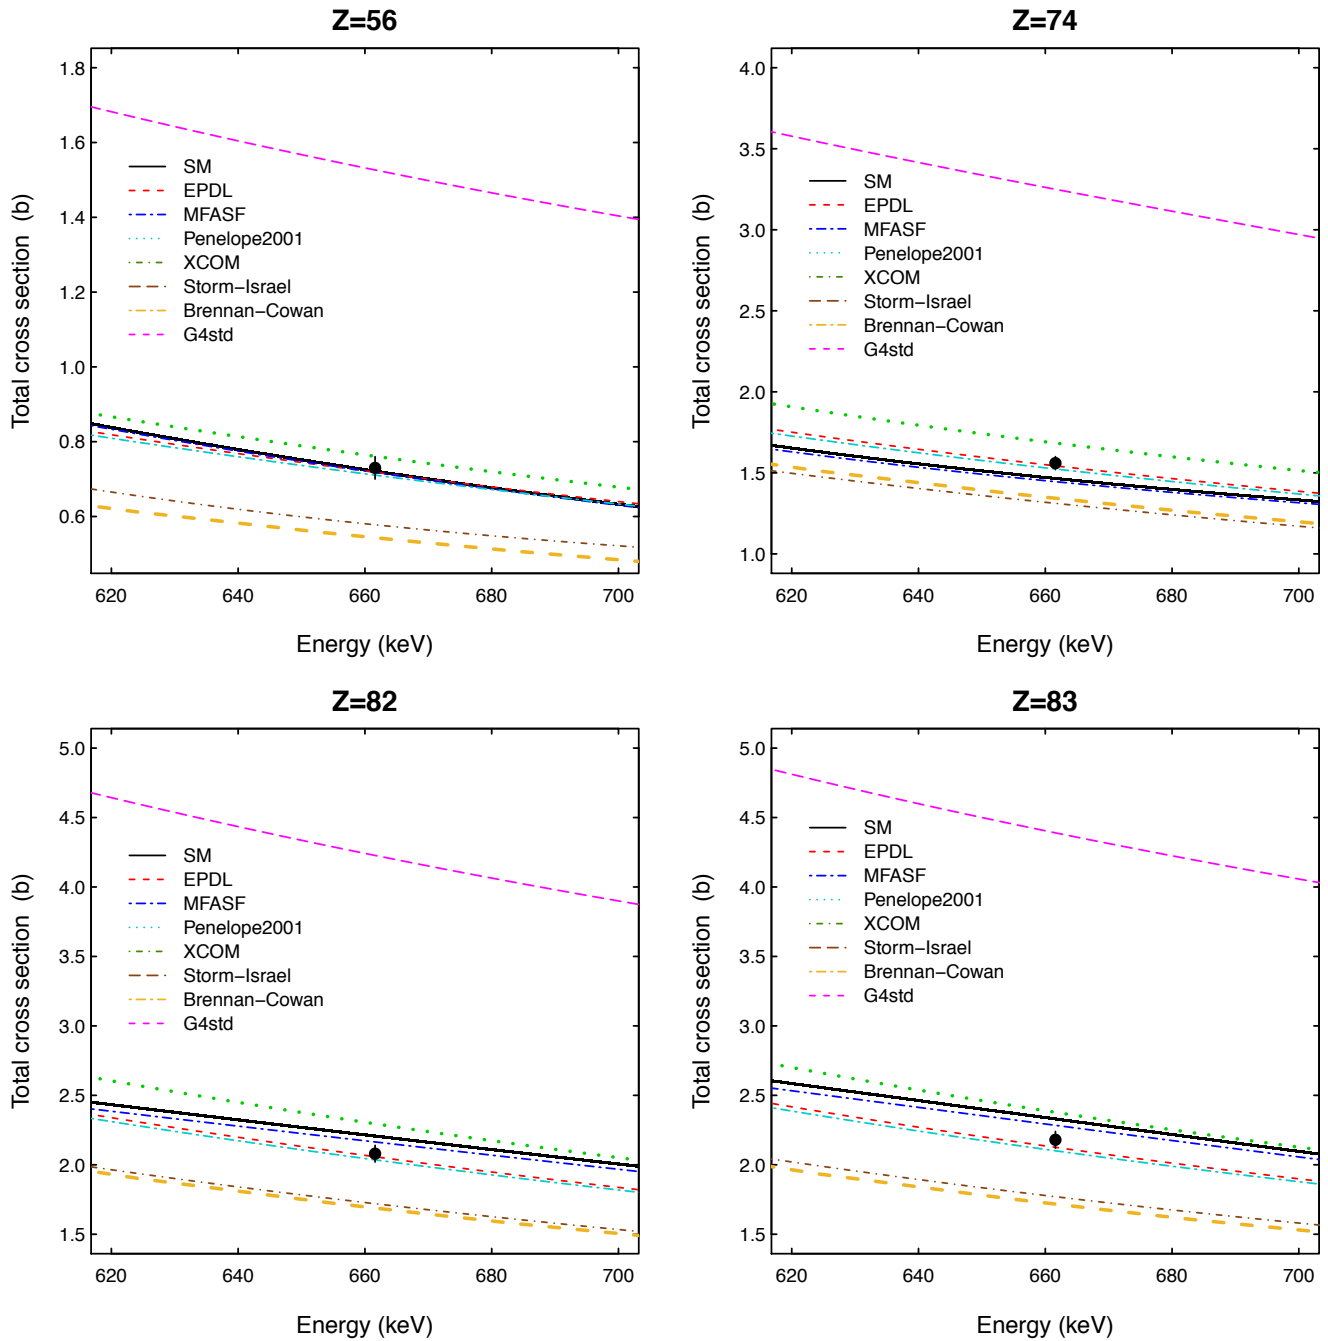 Z=56
Total cross section (b)
1.8
1.6
1.4
1.2
1.0
0.8
0.6
SM
EPDL
MFASF
Penelope2001
XCOM
Storm−Israel
Brennan−Cowan
G4std
620 640 660 680 700
Energy (keV)
Z=74
Total cross section (b)
4.0
3.5
3.0
2.5
2.0
1.5
1.0
SM
EPDL
MFASF
Penelope2001
XCOM
Storm−Israel
Brennan−Cowan
G4std
620 640 660 680 700
Energy (keV)
Z=82
Total cross section (b)
5.0
4.5
4.0
3.5
3.0
2.5
2.0
1.5
SM
EPDL
MFASF
Penelope2001
XCOM
Storm−Israel
Brennan−Cowan
G4std
620 640 660 680 700
Energy (keV)
Z=83
Total cross section (b)
5.0
4.5
4.0
3.5
3.0
2.5
2.0
1.5
SM
EPDL
MFASF
Penelope2001
XCOM
Storm−Israel
Brennan−Cowan
G4std
620 640 660 680 700
Energy (keV)